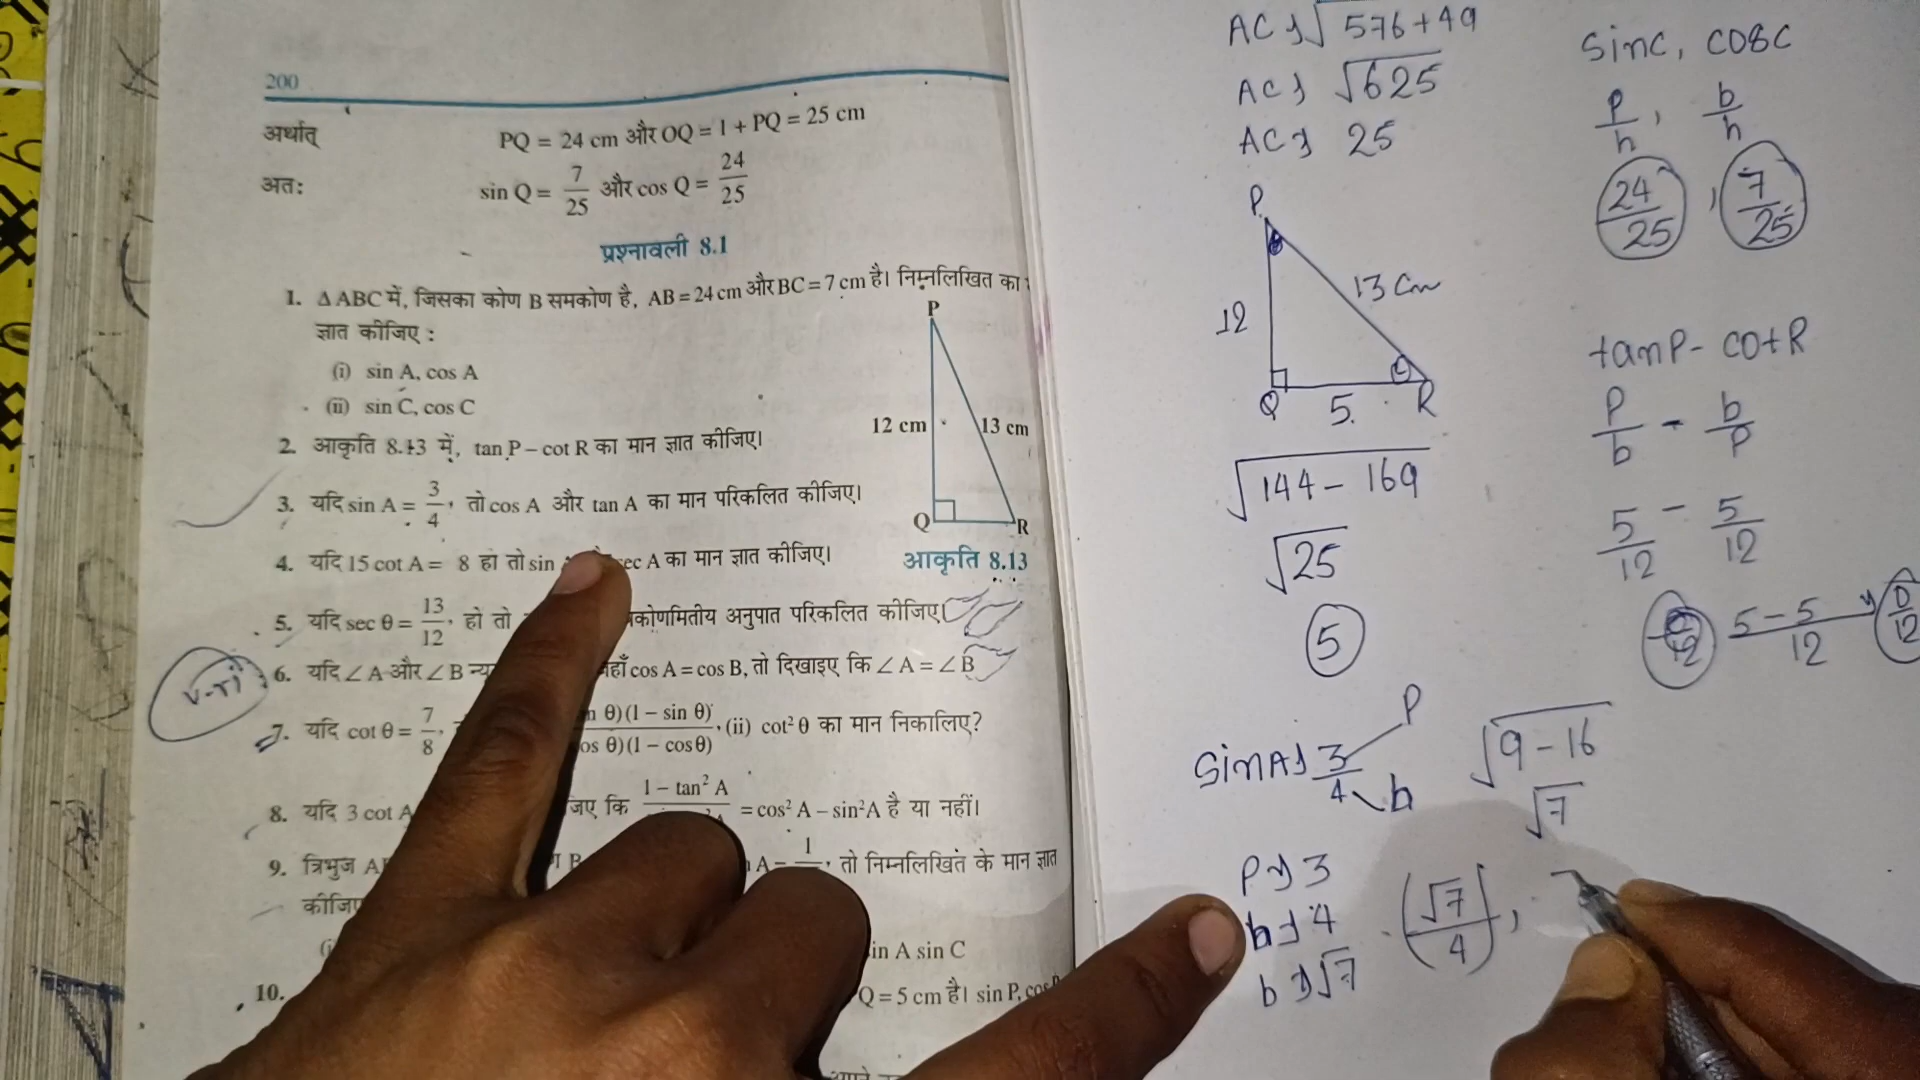 200
अर्थात् PQ = 24 cm और OQ = 1 + PQ = 25 cm
अतः sin Q = 7/25 और cos Q = 24/25
प्रश्नावली 8.1
1. Δ ABC में, जिसका कोण B समकोण है, AB = 24 cm और BC = 7 cm है। निम्नलिखित का
ज्ञात कीजिए :
(i) sin A, cos A
(ii) sin C, cos C
2. आकृति 8.13 में, tan P – cot R का मान ज्ञात कीजिए।
3. यदि sin A = 3/4, तो cos A और tan A का मान परिकलित कीजिए।
4. यदि 15 cot A = 8 हो तो sin sec A का मान ज्ञात कीजिए।
5. यदि sec θ = 13/12, हो तो अनुपात परिकलित कीजिए।
6. यदि ∠ A और ∠ B जहाँ cos A = cos B, तो दिखाइए कि ∠ A = ∠ B
7. यदि cot θ = 7/8, θ)(1 – sin θ)/θ)(1 – cos θ), (ii) cot² θ का मान निकालिए?
8. यदि 3 cot A कि 1 – tan² A = cos² A – sin²A है या नहीं।
9. त्रिभुज B A = 1 तो निम्नलिखित के मान ज्ञात
कीजिए
sin A sin C
10. Q = 5 cm है। sin P, cos
P
12 cm
13 cm
Q
R
आकृति 8.13
AC = √576+49
AC = √625
AC = 25
P
12
13 cm
Q
5
R
√144 – 169
√25
5
sinC, cosC
p/h, b/h
24/25, 7/25
tanP – cotR
P/b – b/P
5/12 – 5/12
5–5/12
0/12
sinA = 3/4
P
h
√9 – 16
√7
P = 3
h = 4
b = √7
(√7/4),